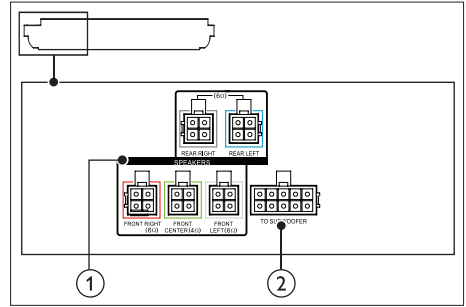 (6Ω)
REAR RIGHT REAR LEFT
SPEAKERS
FRONT RIGHT (6Ω)
FRONT CENTER(4Ω)
FRONT LEFT(6Ω)
TO SUBWOOFER
1
2